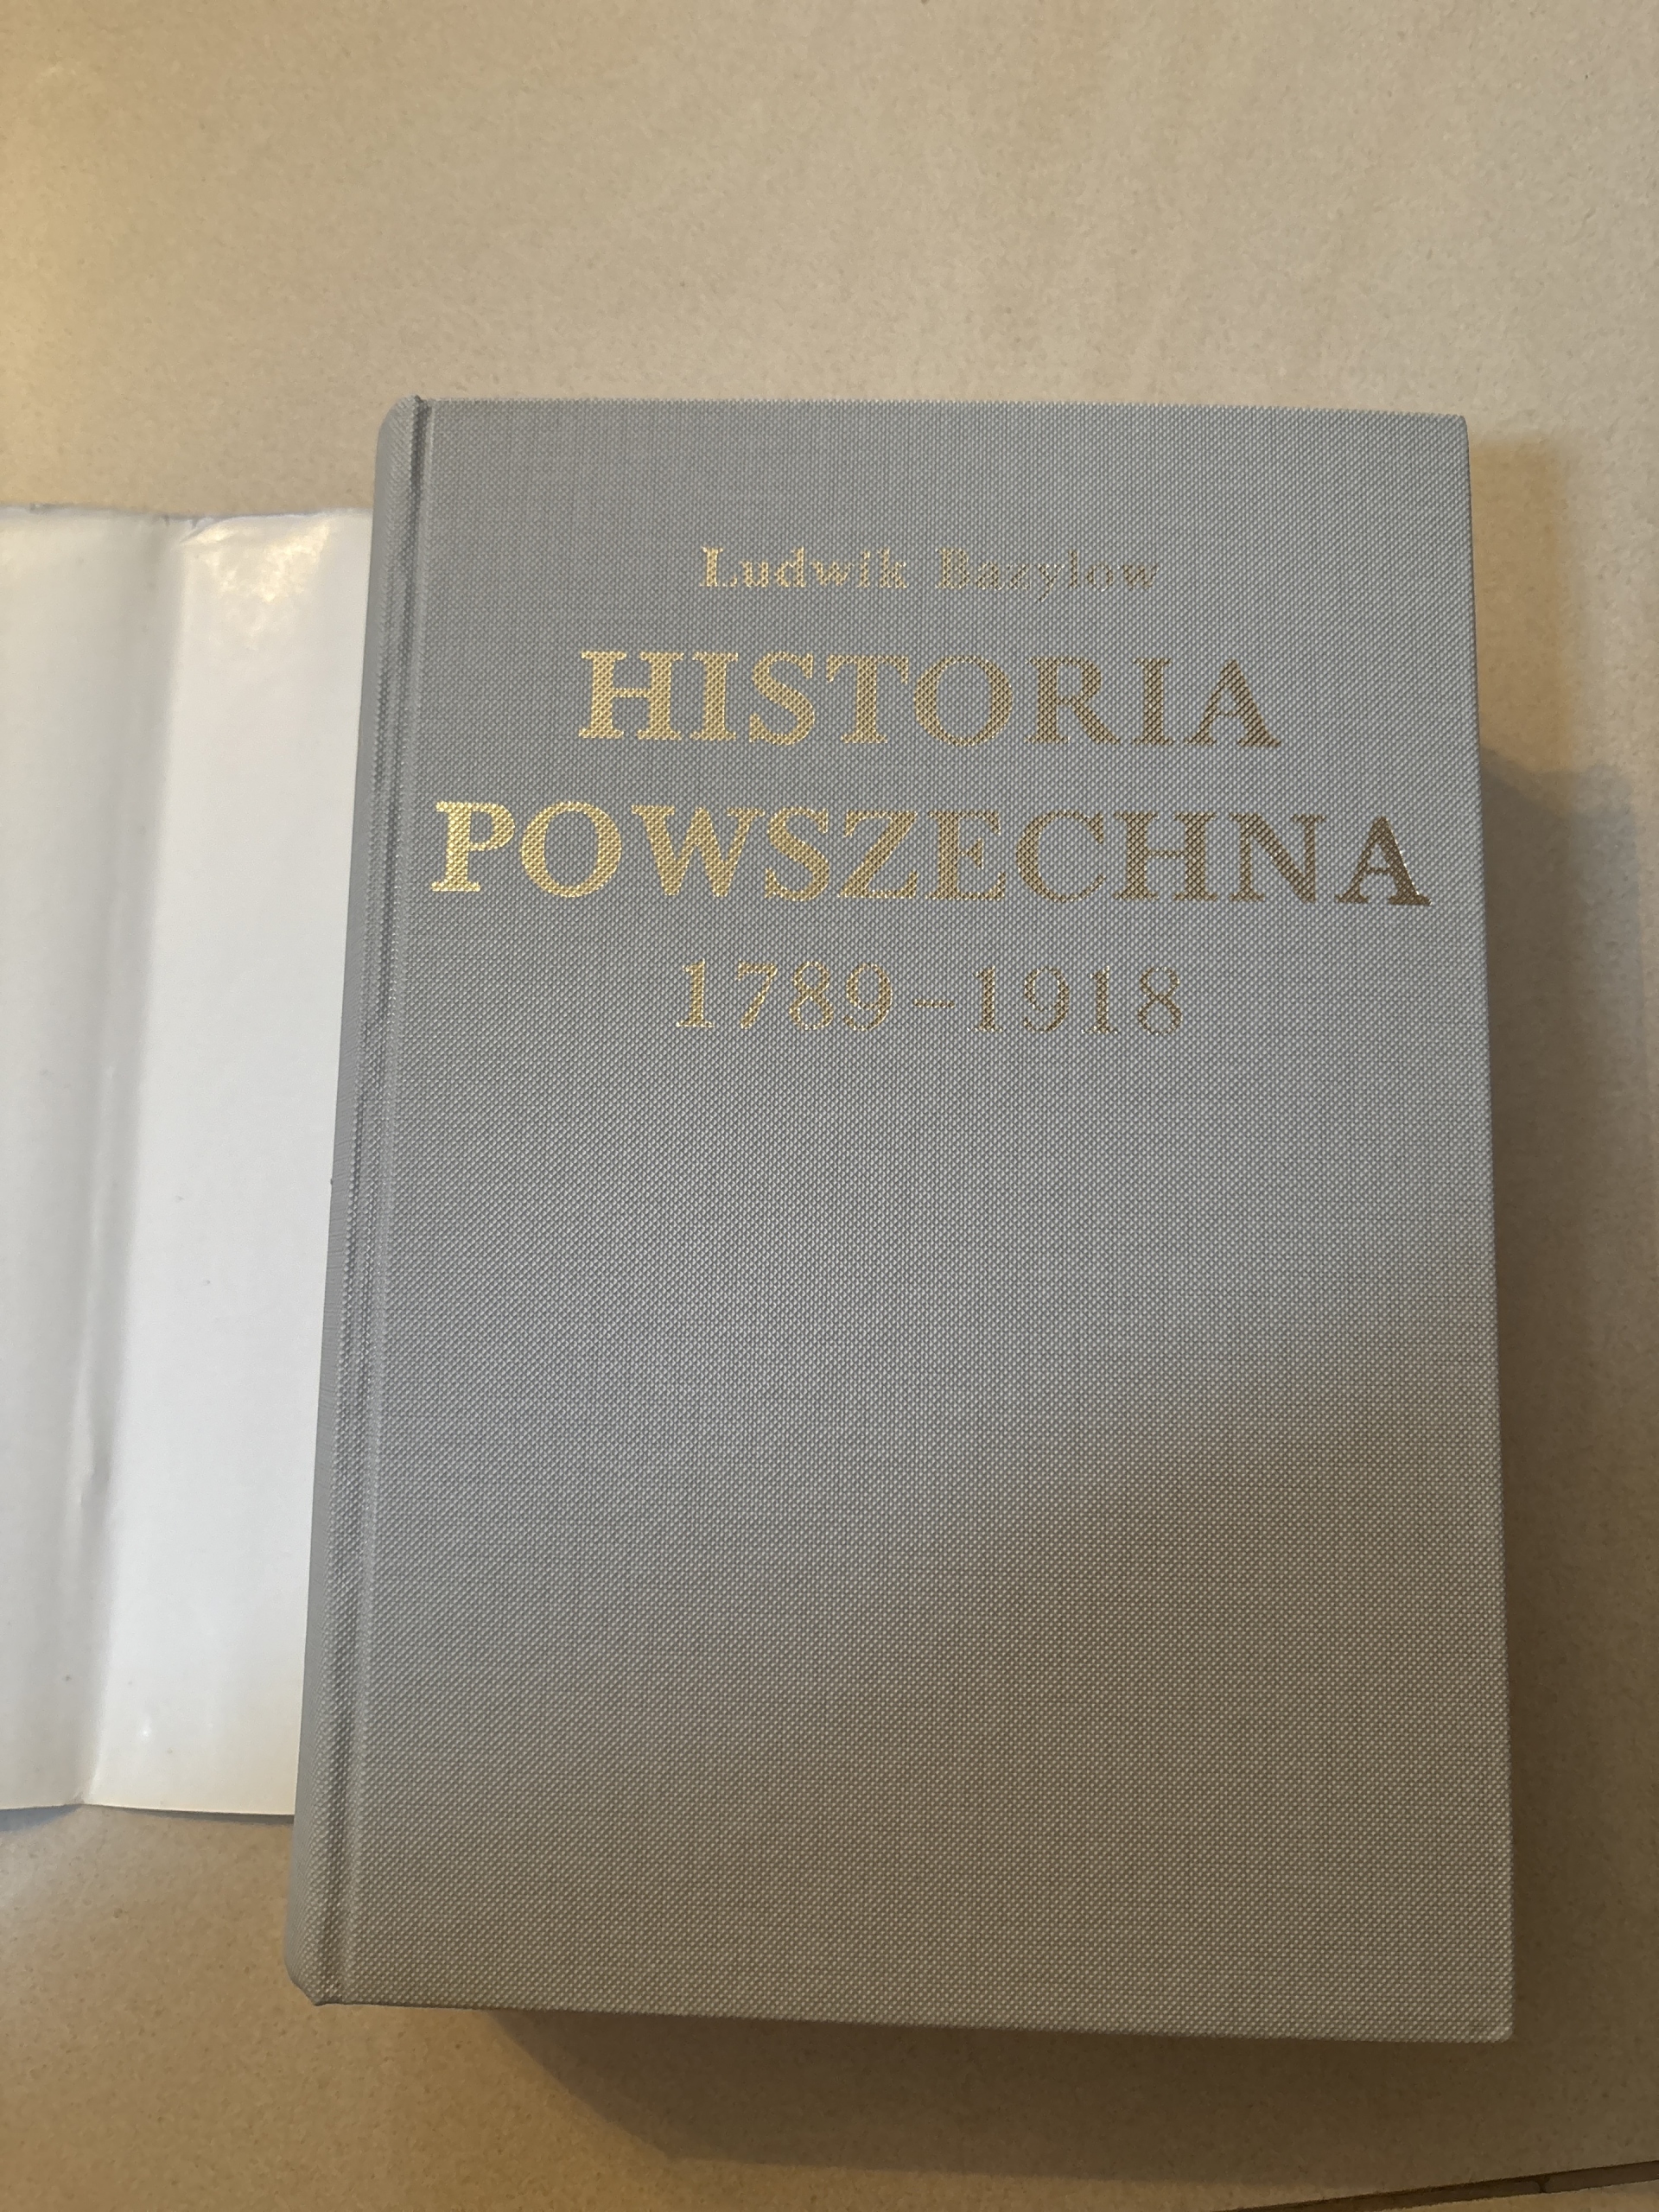 Ludwik Bazylow
HISTORIA
POWSZECHNA
1789–1918